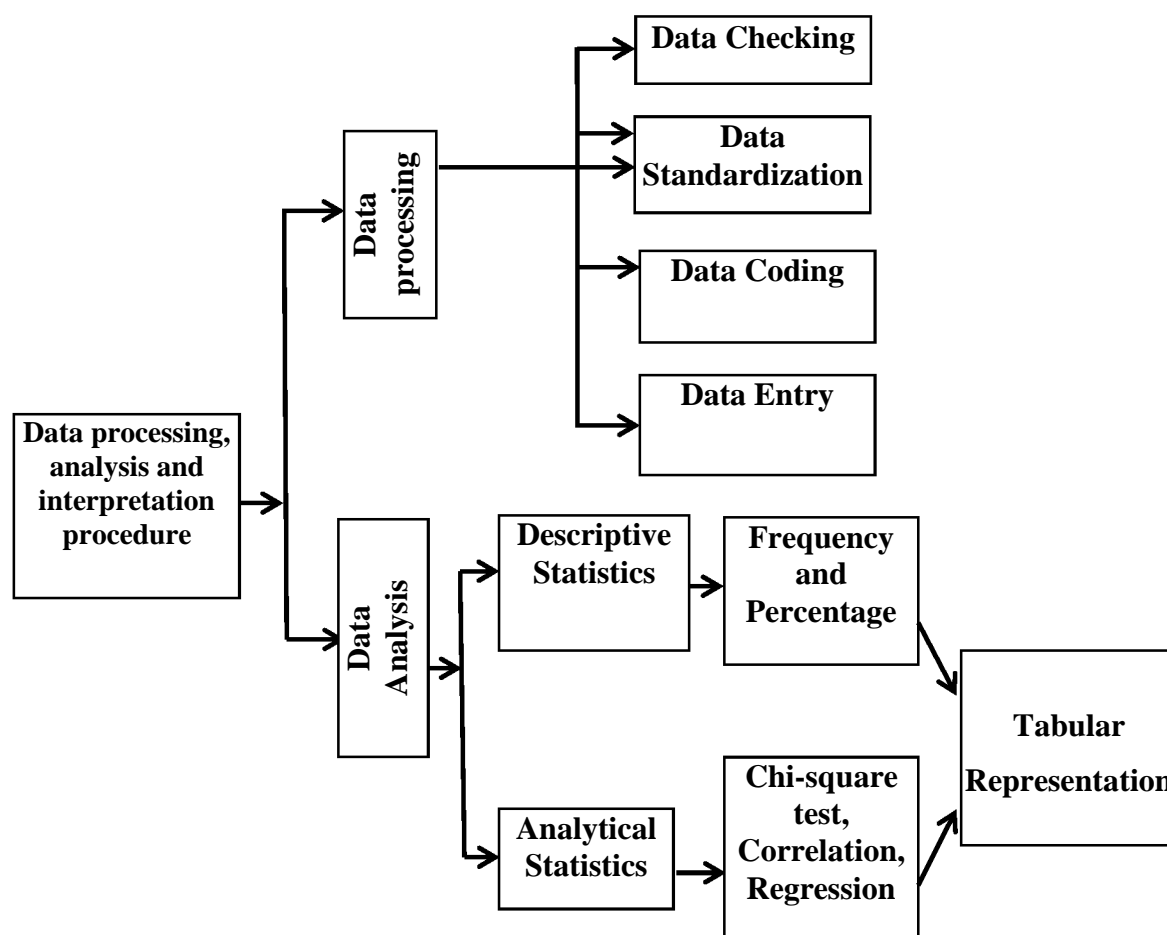 Data Checking
Data
Standardization
Data
processing
Data Coding
Data Entry
Data processing,
analysis and
interpretation
procedure
Data
Analysis
Descriptive
Statistics
Frequency
and
Percentage
Tabular
Representation
Analytical
Statistics
Chi-square
test,
Correlation,
Regression